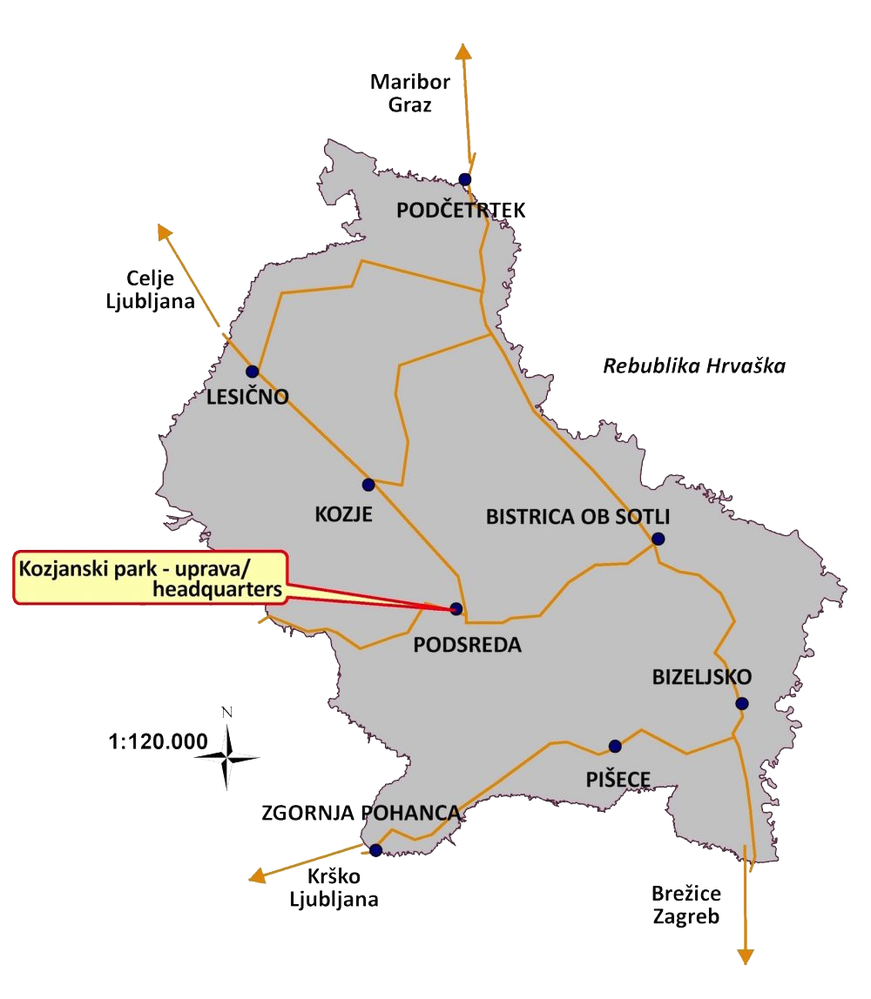 Maribor
Graz
PODČETRTEK
Celje
Ljubljana
Rebublika Hrvaška
LESIČNO
KOZJE
BISTRICA OB SOTLI
Kozjanski park - uprava/
headquarters
PODSREDA
BIZELJSKO
N
1:120.000
PIŠECE
ZGORNJA POHANCA
Krško
Ljubljana
Brežice
Zagreb